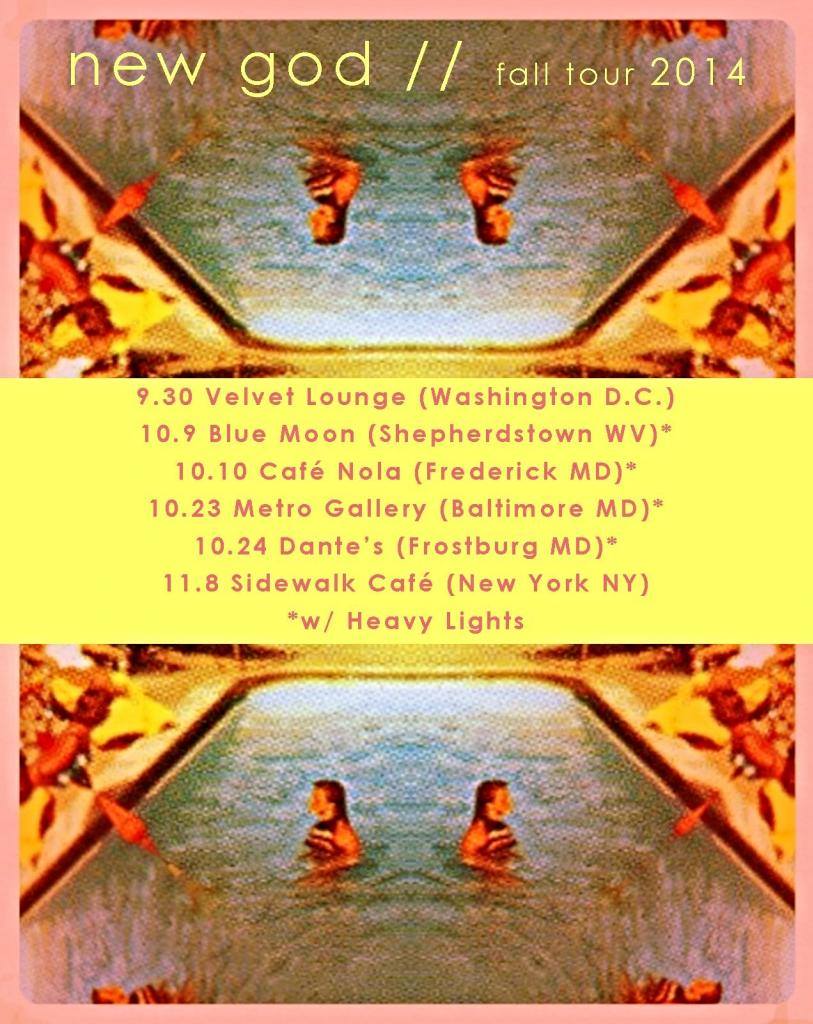 new god // fall tour 2014
9.30 Velvet Lounge (Washington D.C.)
10.9 Blue Moon (Shepherdstown WV)*
10.10 Café Nola (Frederick MD)*
10.23 Metro Gallery (Baltimore MD)*
10.24 Dante's (Frostburg MD)*
11.8 Sidewalk Café (New York NY)
*w/ Heavy Lights